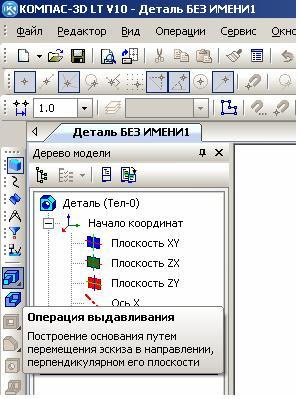 КОМПАС-3D LT V10 - Деталь БЕЗ ИМЕНИ1
Файл Редактор Вид Операции Сервис
1.0
Деталь БЕЗ ИМЕНИ1
Дерево модели
Деталь (Тел-0)
Начало координат
Плоскость XY
Плоскость ZX
Плоскость ZY
Ось X
Операция выдавливания
Построение основания путем
перемещения эскиза в направлении,
перпендикулярном его плоскости